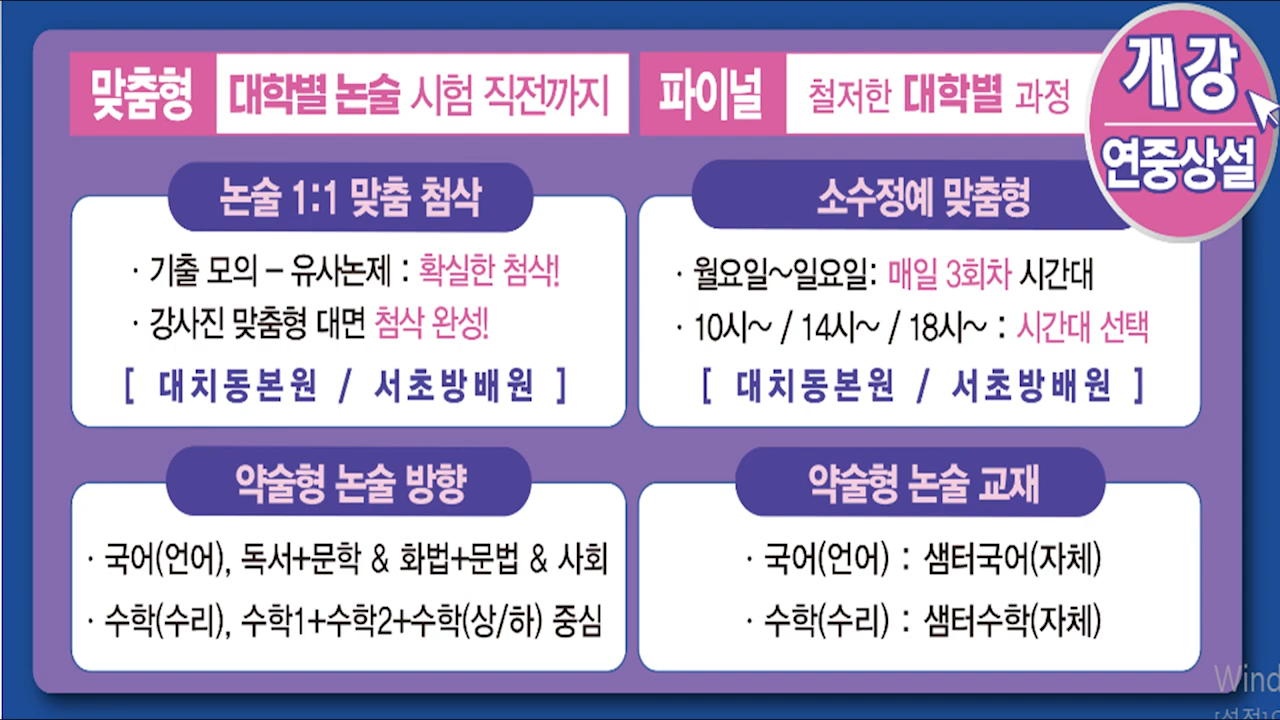 맞춤형 대학별 논술 시험 직전까지
파이널 철저한 대학별 과정
개강
연중상설
논술 1:1 맞춤 첨삭
· 기출 모의 – 유사논제 : 확실한 첨삭!
· 강사진 맞춤형 대면 첨삭 완성!
[ 대치동본원 / 서초방배원 ]
소수정예 맞춤형
· 월요일~일요일: 매일 3회차 시간대
· 10시~ / 14시~ / 18시~ : 시간대 선택
[ 대치동본원 / 서초방배원 ]
약술형 논술 방향
· 국어(언어), 독서+문학 & 화법+문법 & 사회
· 수학(수리), 수학1+수학2+수학(상/하) 중심
약술형 논술 교재
· 국어(언어) : 샘터국어(자체)
· 수학(수리) : 샘터수학(자체)
Wind